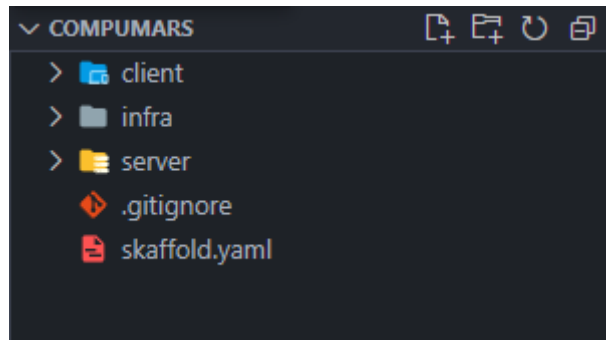 COMPUMARS
client
infra
server
.gitignore
skaffold.yaml